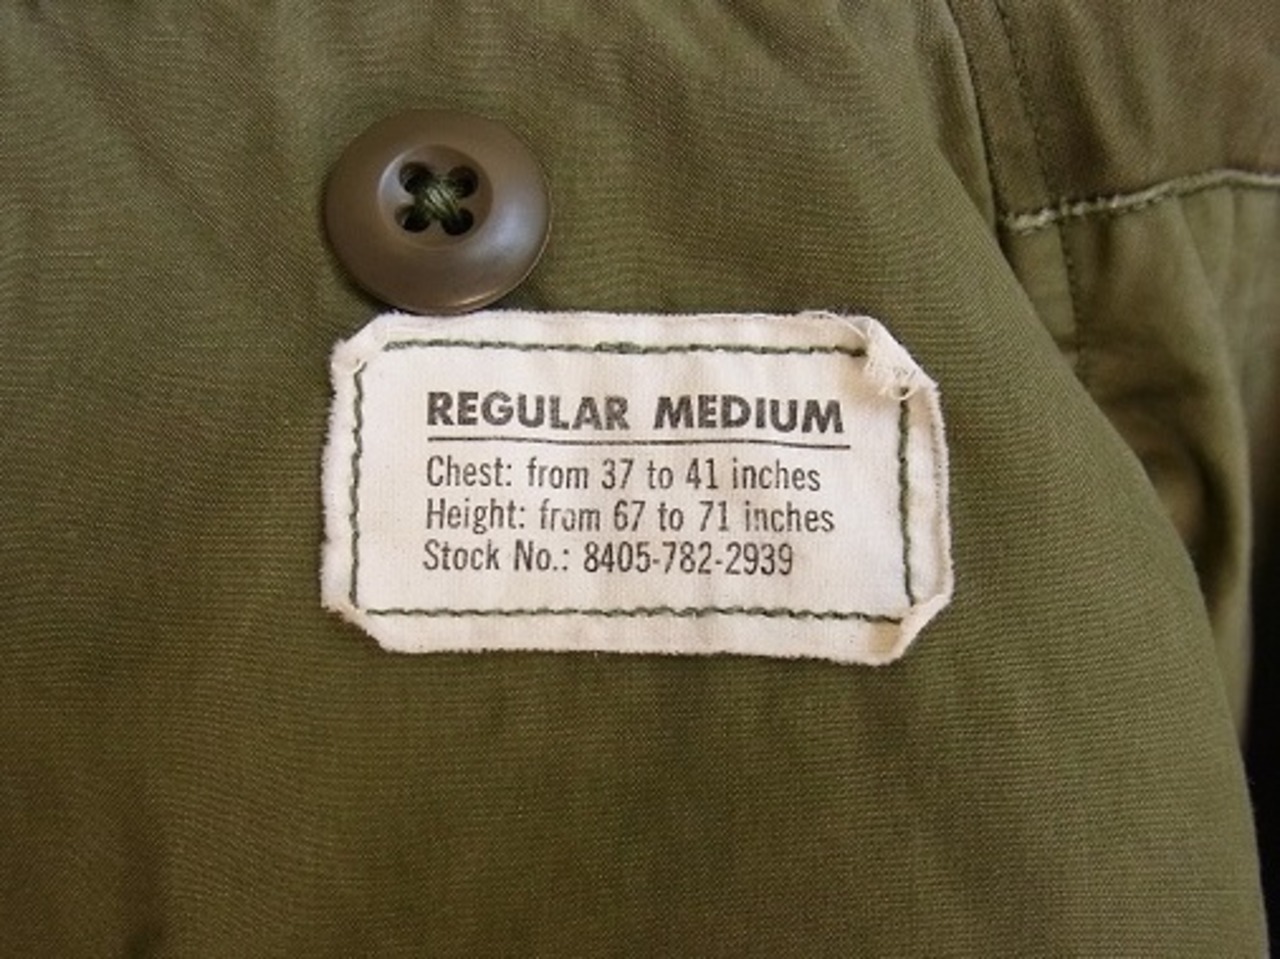 REGULAR MEDIUM
Chest: from 37 to 41 inches
Height: from 67 to 71 inches
Stock No.: 8405-782-2939